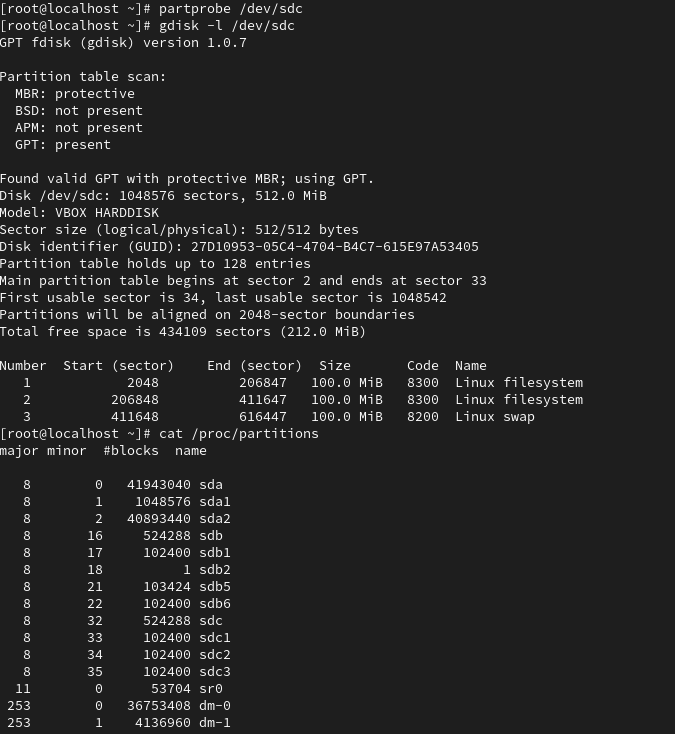 [root@localhost ~]# partprobe /dev/sdc
[root@localhost ~]# gdisk -l /dev/sdc
GPT fdisk (gdisk) version 1.0.7

Partition table scan:
  MBR: protective
  BSD: not present
  APM: not present
  GPT: present

Found valid GPT with protective MBR; using GPT.
Disk /dev/sdc: 1048576 sectors, 512.0 MiB
Model: VBOX HARDDISK
Sector size (logical/physical): 512/512 bytes
Disk identifier (GUID): 27D10953-05C4-4704-B4C7-615E97A53405
Partition table holds up to 128 entries
Main partition table begins at sector 2 and ends at sector 33
First usable sector is 34, last usable sector is 1048542
Partitions will be aligned on 2048-sector boundaries
Total free space is 434109 sectors (212.0 MiB)

Number  Start (sector)    End (sector)  Size       Code  Name
   1            2048          206847   100.0 MiB   8300  Linux filesystem
   2          206848          411647   100.0 MiB   8300  Linux filesystem
   3          411648          616447   100.0 MiB   8200  Linux swap
[root@localhost ~]# cat /proc/partitions
major minor  #blocks  name

   8        0   41943040 sda
   8        1    1048576 sda1
   8        2   40893440 sda2
   8       16     524288 sdb
   8       17     102400 sdb1
   8       18          1 sdb2
   8       21     103424 sdb5
   8       22     102400 sdb6
   8       32     524288 sdc
   8       33     102400 sdc1
   8       34     102400 sdc2
   8       35     102400 sdc3
  11        0      53704 sr0
 253        0   36753408 dm-0
 253        1    4136960 dm-1